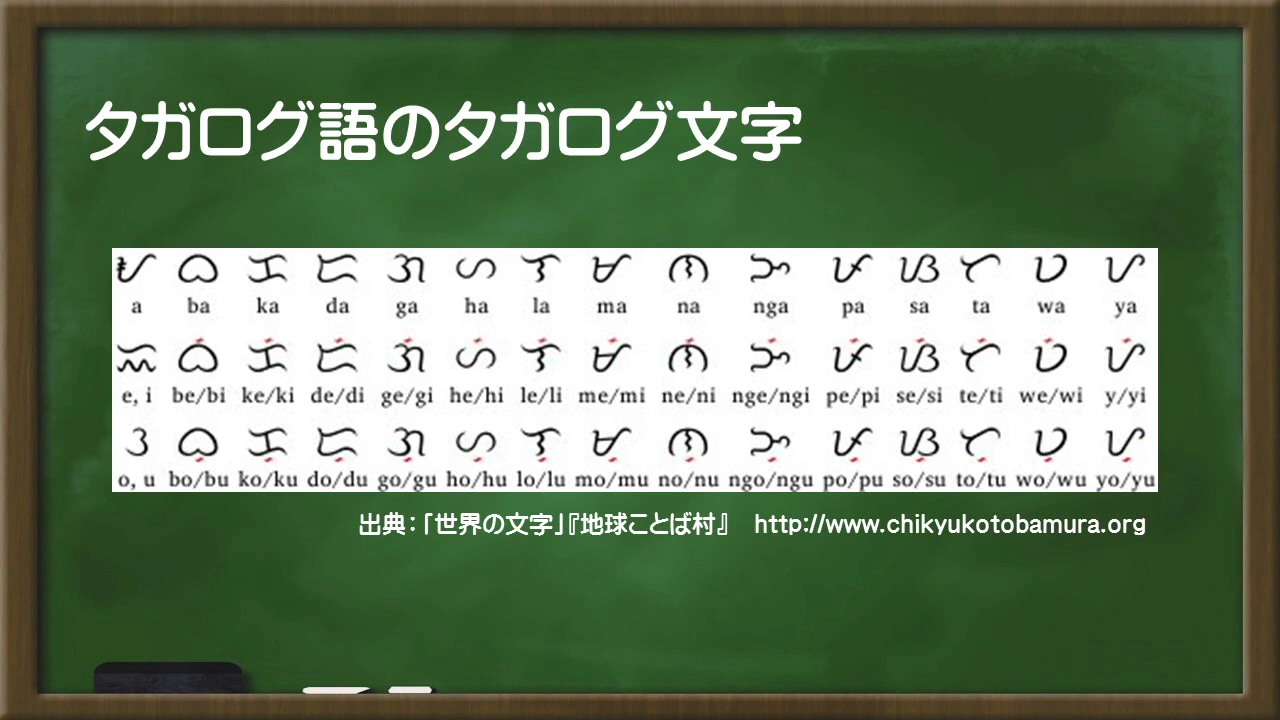 タガログ語のタガログ文字
ᜀ ᜊ ᜃ ᜇ ᜄ ᜑ ᜎ ᜋ ᜈ ᜅ ᜉ ᜐ ᜆ ᜏ ᜌ
a ba ka da ga ha la ma na nga pa sa ta wa ya
ᜁ ᜊᜒ ᜃᜒ ᜇᜒ ᜄᜒ ᜑᜒ ᜎᜒ ᜋᜒ ᜈᜒ ᜅᜒ ᜉᜒ ᜐᜒ ᜆᜒ ᜏᜒ ᜌᜒ
e, i be/bi ke/ki de/di ge/gi he/hi le/li me/mi ne/ni nge/ngi pe/pi se/si te/ti we/wi y/yi
ᜂ ᜊᜓ ᜃᜓ ᜇᜓ ᜄᜓ ᜑᜓ ᜎᜓ ᜋᜓ ᜈᜓ ᜅᜓ ᜉᜓ ᜐᜓ ᜆᜓ ᜏᜓ ᜌᜓ
o, u bo/bu ko/ku do/du go/gu ho/hu lo/lu mo/mu no/nu ngo/ngu po/pu so/su to/tu wo/wu yo/yu
出典：「世界の文字」『地球ことば村』 http://www.chikyukotobamura.org